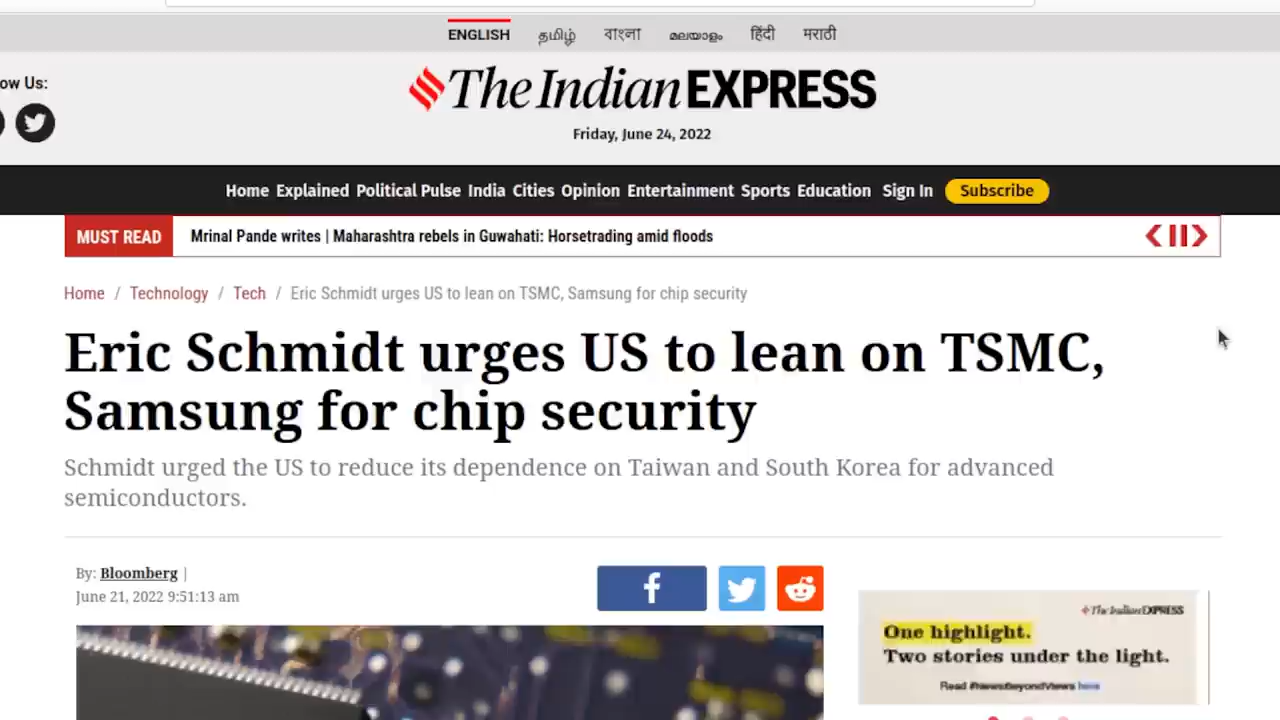 ENGLISH தமிழ் বাংলা മലയാളം हिंदी मराठी
ow Us:
The Indian EXPRESS
Friday, June 24, 2022
Home Explained Political Pulse India Cities Opinion Entertainment Sports Education Sign In Subscribe
MUST READ Mrinal Pande writes | Maharashtra rebels in Guwahati: Horsetrading amid floods
Home / Technology / Tech / Eric Schmidt urges US to lean on TSMC, Samsung for chip security
Eric Schmidt urges US to lean on TSMC,
Samsung for chip security
Schmidt urged the US to reduce its dependence on Taiwan and South Korea for advanced
semiconductors.
By: Bloomberg |
June 21, 2022 9:51:13 am
The Indian EXPRESS
One highlight.
Two stories under the light.
Read #NewsBeyondViews here